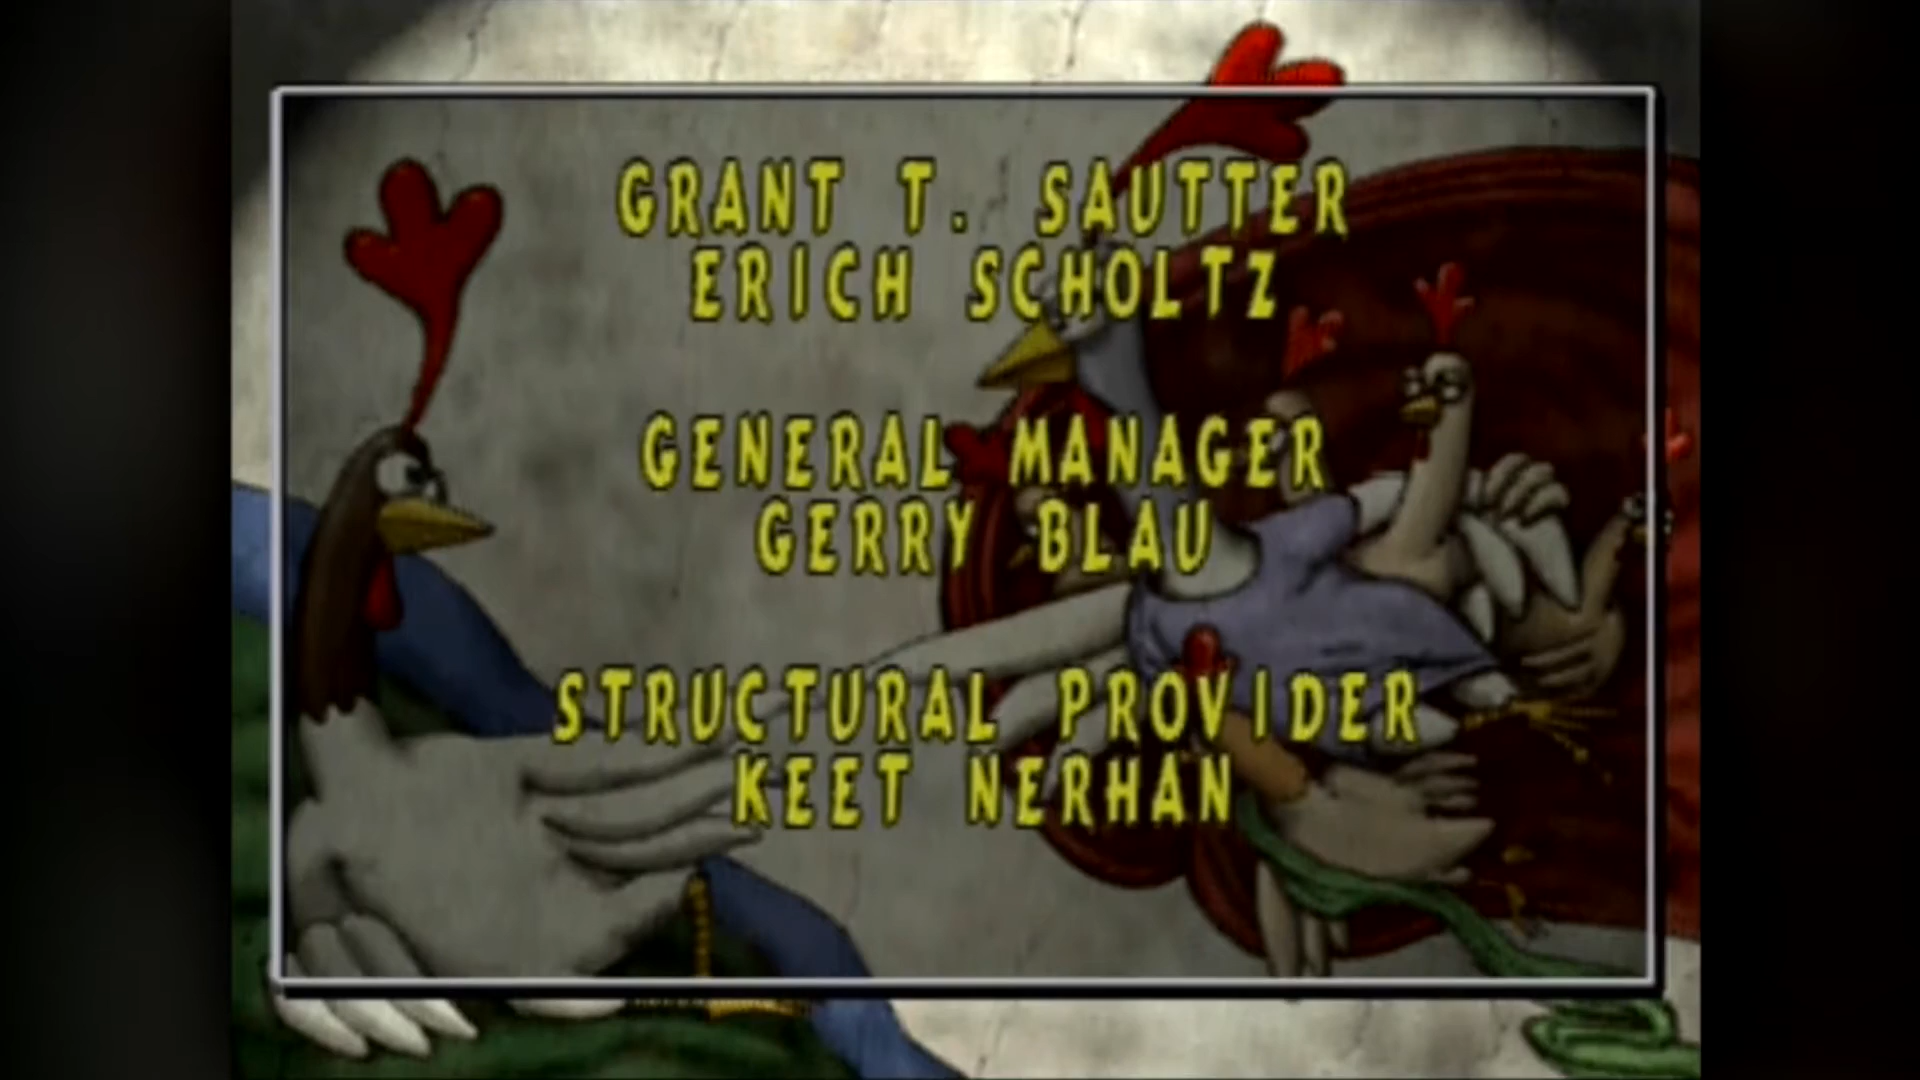 GRANT T. SAUTTER
ERICH SCHOLTZ
GENERAL MANAGER
GERRY BLAU
STRUCTURAL PROVIDER
KEET NERHAN